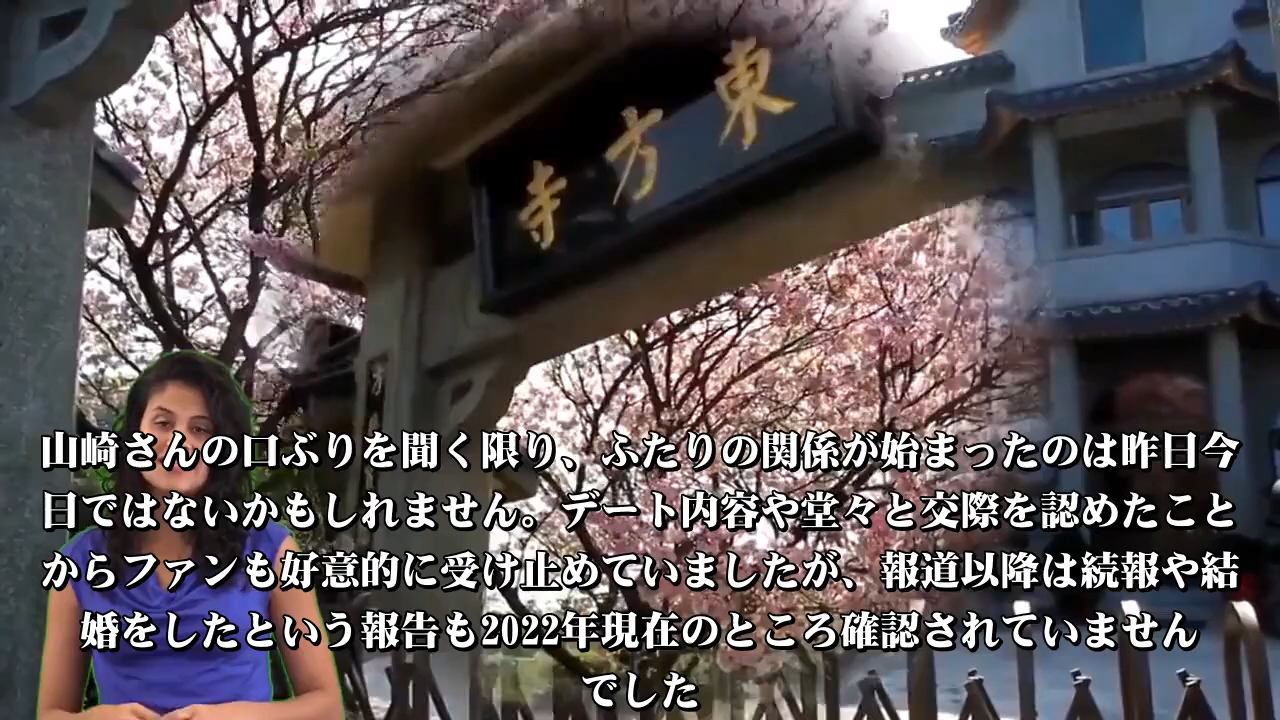 東方寺
山崎さんの口ぶりを聞く限り、ふたりの関係が始まったのは昨日今
日ではないかもしれません。デート内容や堂々と交際を認めたこと
からファンも好意的に受け止めていましたが、報道以降は続報や結
婚をしたという報告も2022年現在のところ確認されていません
でした